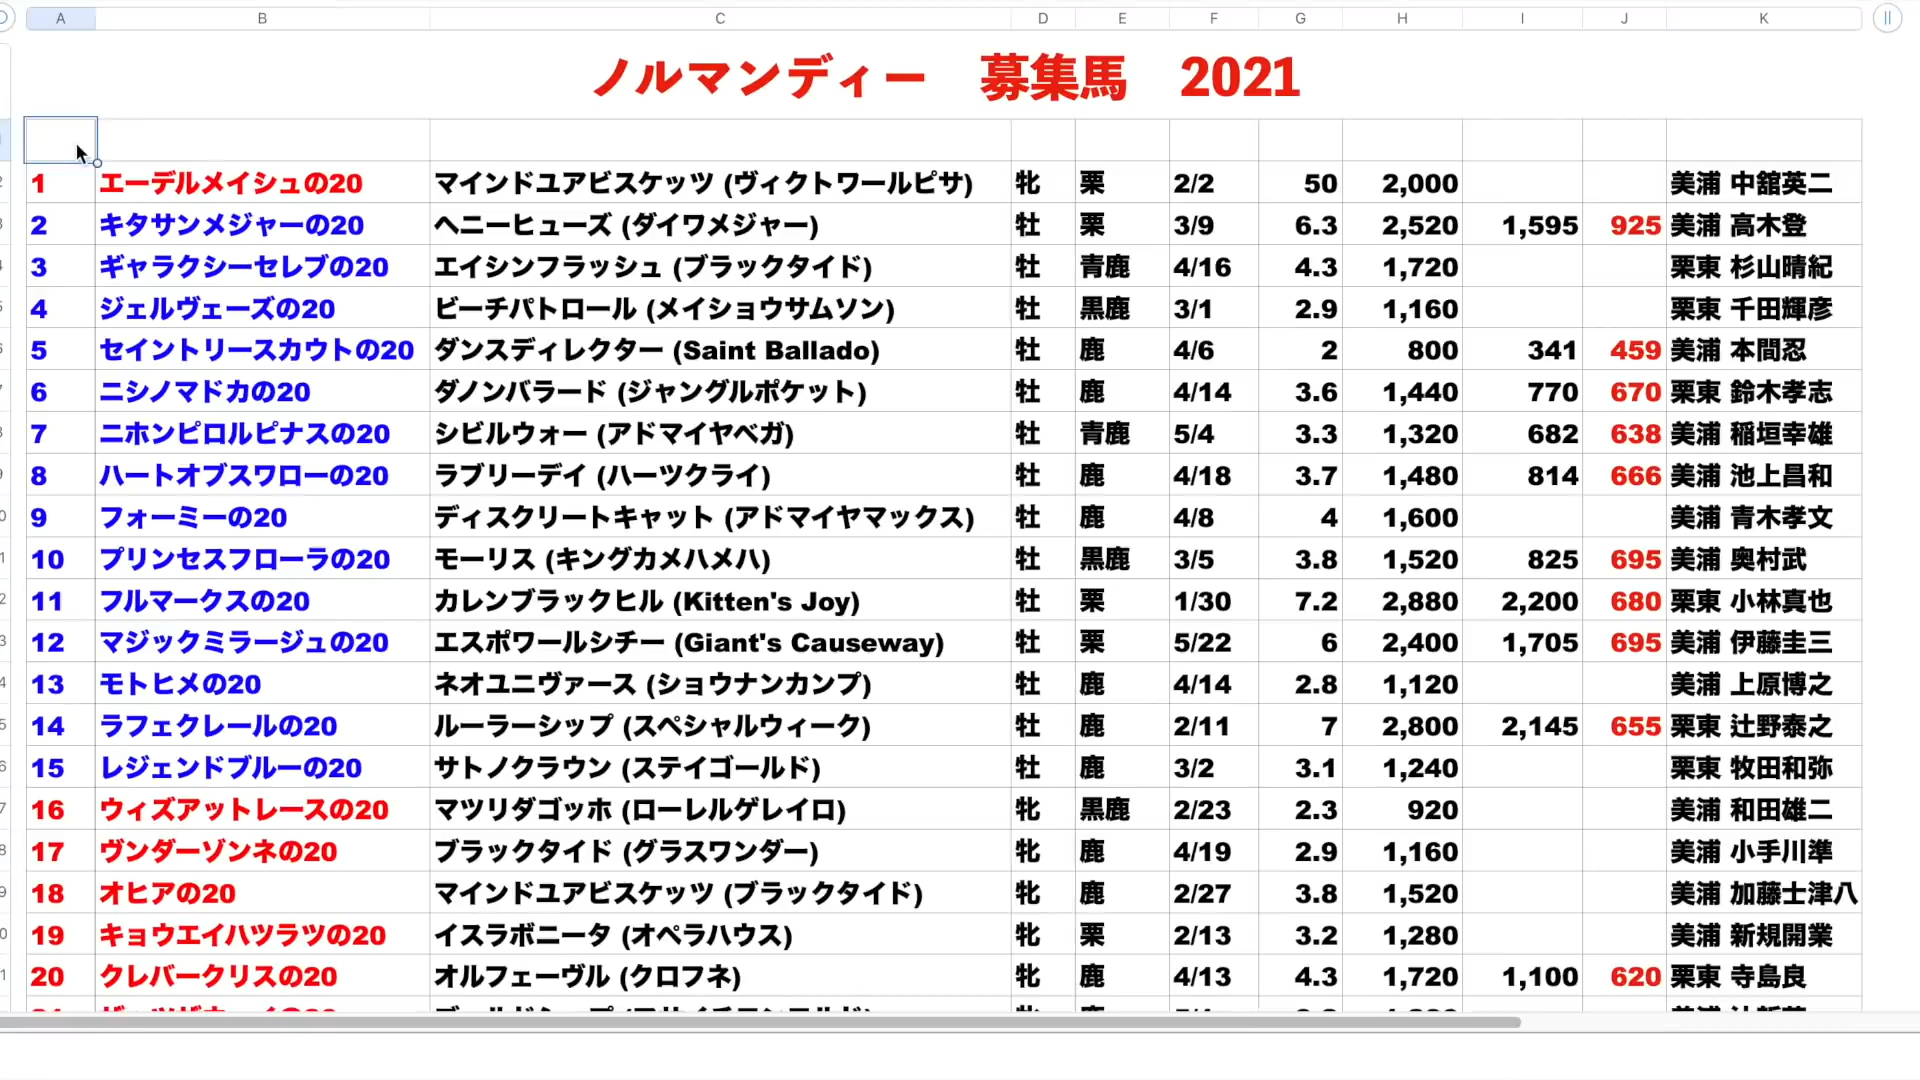 A B C D E F G H I J K
ノルマンディー　募集馬　2021
1 エーデルメイシュの20 マインドユアビスケッツ (ヴィクトワールピサ) 牝 栗 2/2 50 2,000 美浦 中舘英二
2 キタサンメジャーの20 ヘニーヒューズ (ダイワメジャー) 牡 栗 3/9 6.3 2,520 1,595 925 美浦 高木登
3 ギャラクシーセレブの20 エイシンフラッシュ (ブラックタイド) 牡 青鹿 4/16 4.3 1,720 栗東 杉山晴紀
4 ジェルヴェーズの20 ビーチパトロール (メイショウサムソン) 牡 黒鹿 3/1 2.9 1,160 栗東 千田輝彦
5 セイントリースカウトの20 ダンスディレクター (Saint Ballado) 牡 鹿 4/6 2 800 341 459 美浦 本間忍
6 ニシノマドカの20 ダノンバラード (ジャングルポケット) 牡 鹿 4/14 3.6 1,440 770 670 栗東 鈴木孝志
7 ニホンピロルピナスの20 シビルウォー (アドマイヤベガ) 牡 青鹿 5/4 3.3 1,320 682 638 美浦 稲垣幸雄
8 ハートオブスワローの20 ラブリーデイ (ハーツクライ) 牡 鹿 4/18 3.7 1,480 814 666 美浦 池上昌和
9 フォーミーの20 ディスクリートキャット (アドマイヤマックス) 牡 鹿 4/8 4 1,600 美浦 青木孝文
10 プリンセスフローラの20 モーリス (キングカメハメハ) 牡 黒鹿 3/5 3.8 1,520 825 695 美浦 奥村武
11 フルマークスの20 カレンブラックヒル (Kitten's Joy) 牡 栗 1/30 7.2 2,880 2,200 680 栗東 小林真也
12 マジックミラージュの20 エスポワールシチー (Giant's Causeway) 牡 栗 5/22 6 2,400 1,705 695 美浦 伊藤圭三
13 モトヒメの20 ネオユニヴァース (ショウナンカンプ) 牡 鹿 4/14 2.8 1,120 美浦 上原博之
14 ラフェクレールの20 ルーラーシップ (スペシャルウィーク) 牡 鹿 2/11 7 2,800 2,145 655 栗東 辻野泰之
15 レジェンドブルーの20 サトノクラウン (ステイゴールド) 牡 鹿 3/2 3.1 1,240 栗東 牧田和弥
16 ウィズアットレースの20 マツリダゴッホ (ローレルゲレイロ) 牝 黒鹿 2/23 2.3 920 美浦 和田雄二
17 ヴンダーゾンネの20 ブラックタイド (グラスワンダー) 牝 鹿 4/19 2.9 1,160 美浦 小手川準
18 オヒアの20 マインドユアビスケッツ (ブラックタイド) 牝 鹿 2/27 3.8 1,520 美浦 加藤士津八
19 キョウエイハツラツの20 イスラボニータ (オペラハウス) 牝 栗 2/13 3.2 1,280 美浦 新規開業
20 クレバークリスの20 オルフェーヴル (クロフネ) 牝 鹿 4/13 4.3 1,720 1,100 620 栗東 寺島良